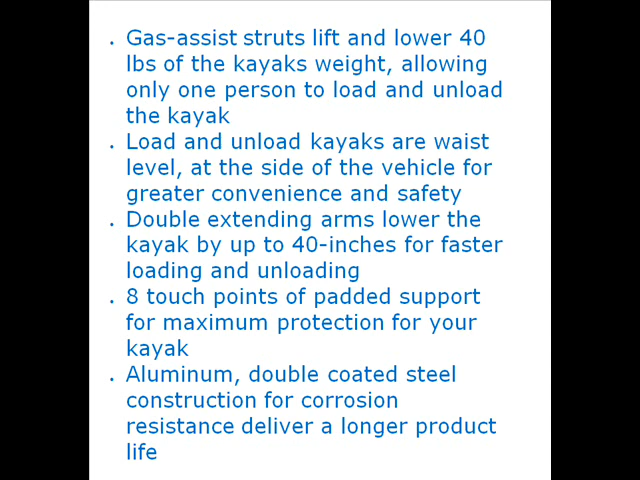 • Gas-assist struts lift and lower 40
lbs of the kayaks weight, allowing
only one person to load and unload
the kayak
• Load and unload kayaks are waist
level, at the side of the vehicle for
greater convenience and safety
• Double extending arms lower the
kayak by up to 40-inches for faster
loading and unloading
• 8 touch points of padded support
for maximum protection for your
kayak
• Aluminum, double coated steel
construction for corrosion
resistance deliver a longer product
life